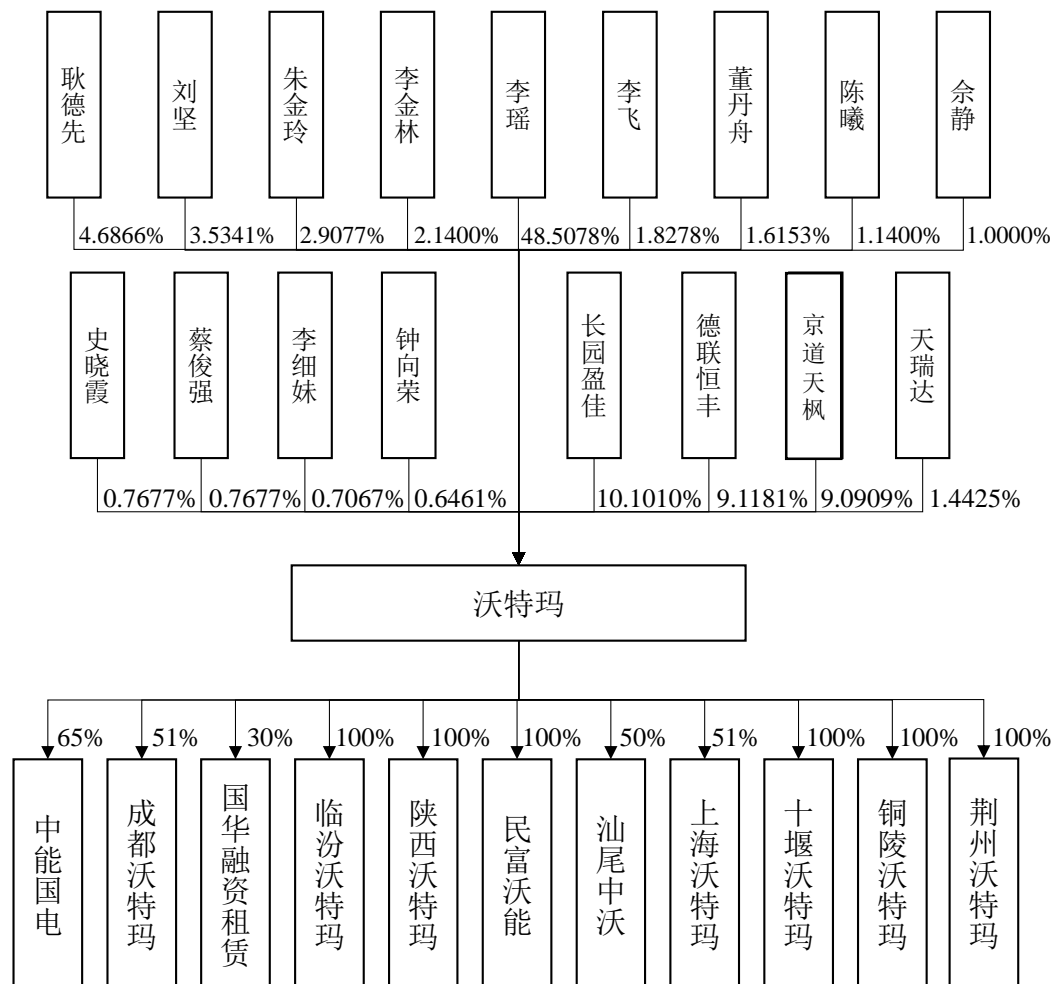 耿德先
刘坚
朱金玲
李金林
李瑶
李飞
董丹舟
陈曦
佘静
4.6866%
3.5341%
2.9077%
2.1400%
48.5078%
1.8278%
1.6153%
1.1400%
1.0000%
史晓霞
蔡俊强
李细妹
钟向荣
长园盈佳
德联恒丰
京道天枫
天瑞达
0.7677%
0.7677%
0.7067%
0.6461%
10.1010%
9.1181%
9.0909%
1.4425%
沃特玛
65%
51%
30%
100%
100%
100%
50%
51%
100%
100%
100%
中能国电
成都沃特玛
国华融资租赁
临汾沃特玛
陕西沃特玛
民富沃能
汕尾中沃
上海沃特玛
十堰沃特玛
铜陵沃特玛
荆州沃特玛